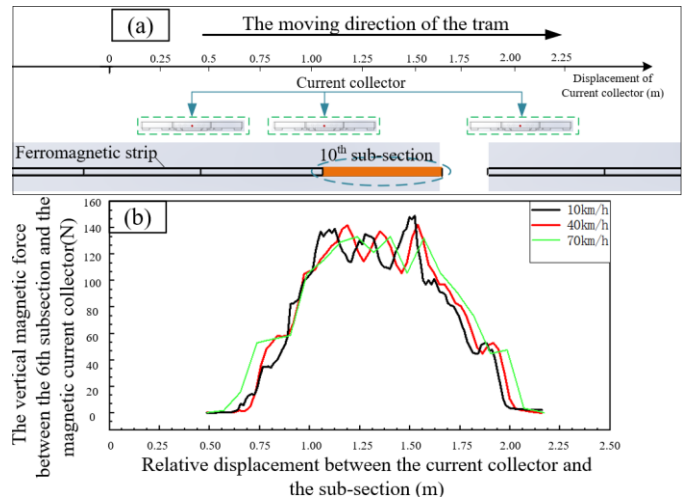 (a)
The moving direction of the tram
0 0.25 0.45 0.75 1.00 1.25 1.50 1.75 2.00 2.25
Displacement of
Current collector (m)
Current collector
Ferromagnetic strip
10th sub-section
(b)
10km/h
40km/h
70km/h
The vertical magnetic force
between the 6th subsection and the
magnetic current collector(N)
160
140
120
100
80
60
40
20
0
0 0.25 0.50 0.75 1.00 1.25 1.50 1.75 2.00 2.25 2.50
Relative displacement between the current collector and
the sub-section (m)